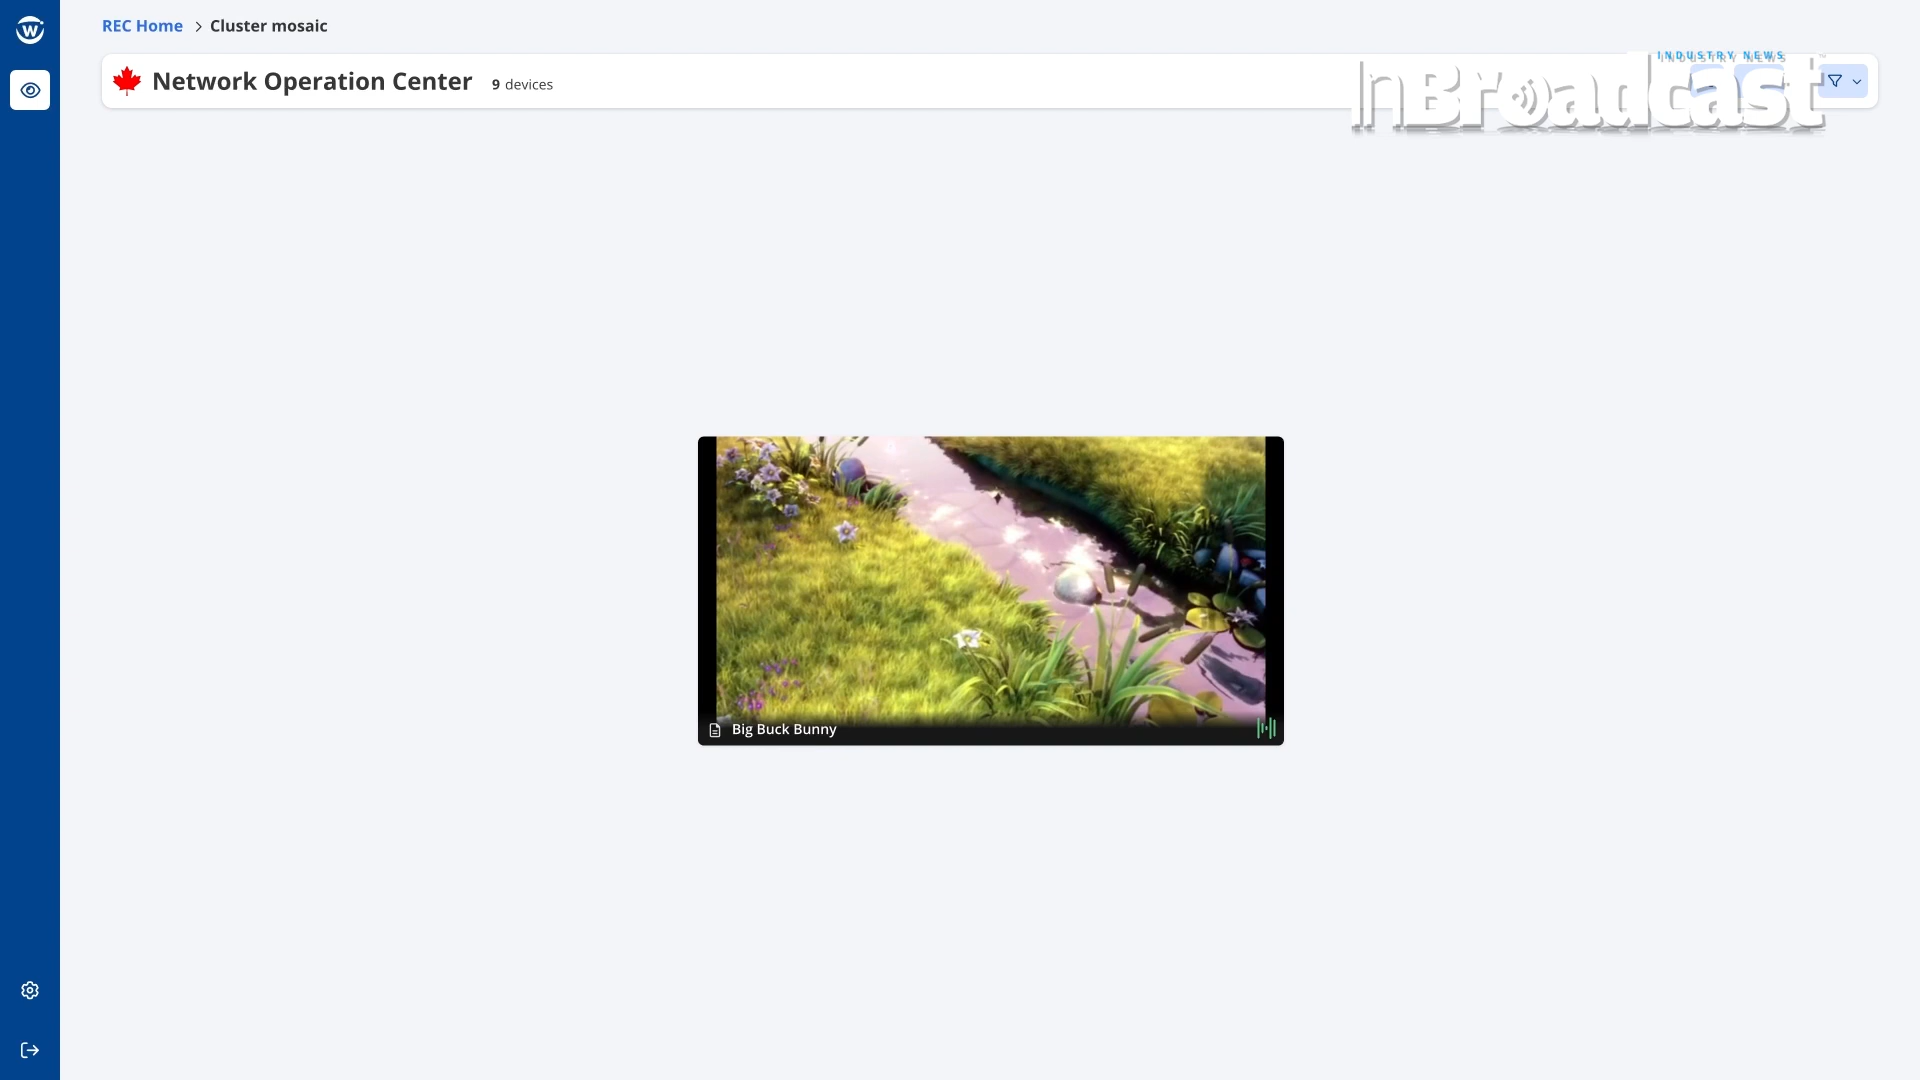 REC Home > Cluster mosaic
INDUSTRY NEWS
InBroadcast
Network Operation Center 9 devices
Big Buck Bunny